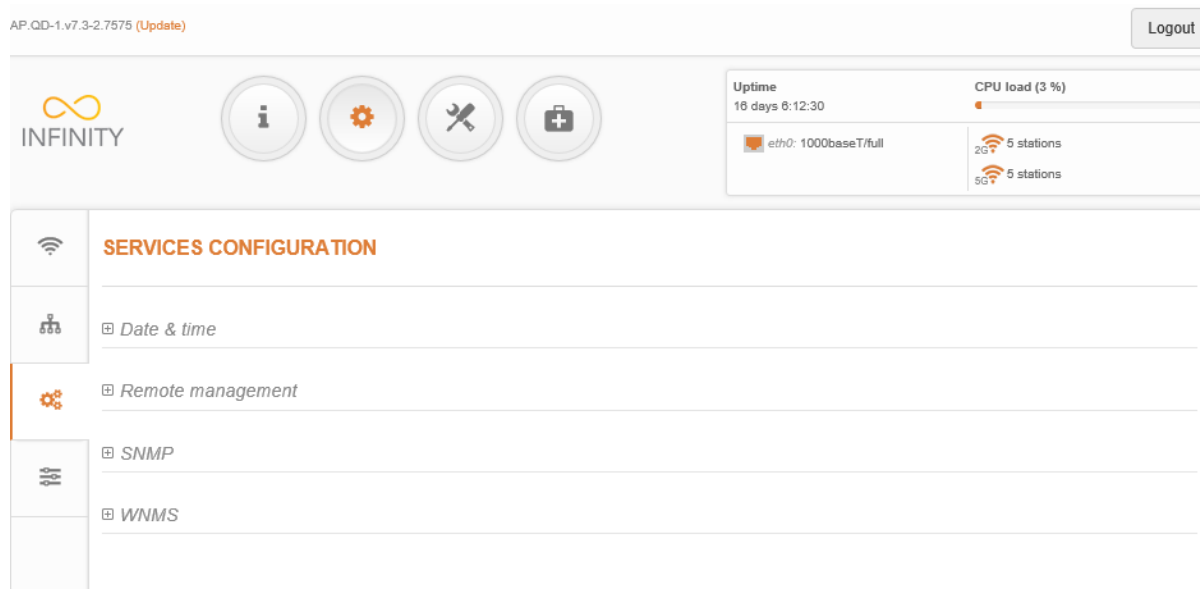 AP.QD-1.v7.3-2.7575 (Update)
Logout
INFINITY
Uptime
16 days 6:12:30
CPU load (3 %)
eth0: 1000baseT/full
2G 5 stations
5G 5 stations
SERVICES CONFIGURATION
Date & time
Remote management
SNMP
WNMS